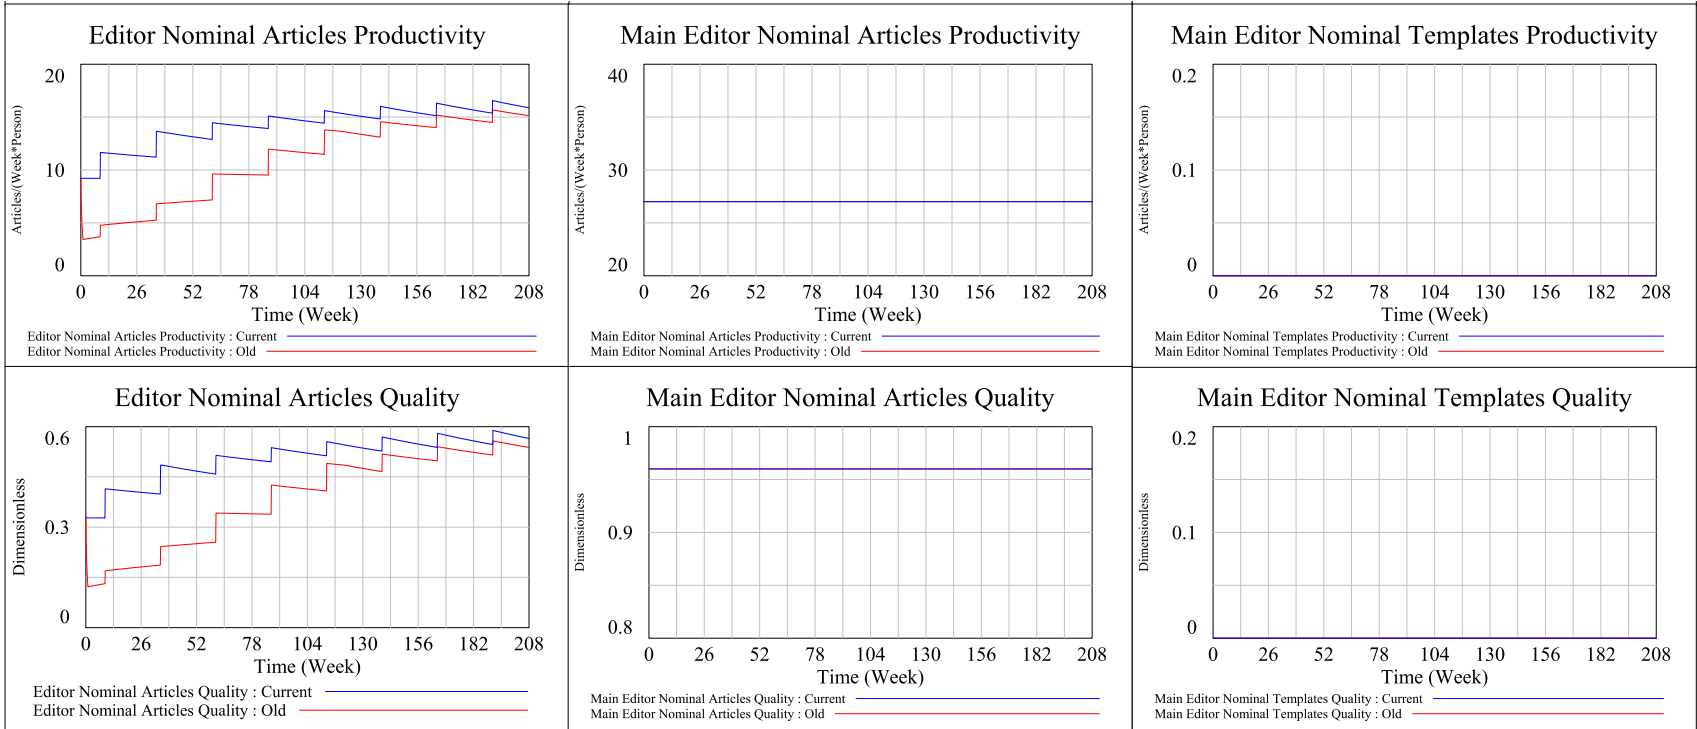 Editor Nominal Articles Productivity
20
10
0
Articles/(Week*Person)
0 26 52 78 104 130 156 182 208
Time (Week)
Editor Nominal Articles Productivity : Current
Editor Nominal Articles Productivity : Old
Main Editor Nominal Articles Productivity
40
30
20
Articles/(Week*Person)
0 26 52 78 104 130 156 182 208
Time (Week)
Main Editor Nominal Articles Productivity : Current
Main Editor Nominal Articles Productivity : Old
Main Editor Nominal Templates Productivity
0.2
0.1
0
Articles/(Week*Person)
0 26 52 78 104 130 156 182 208
Time (Week)
Main Editor Nominal Templates Productivity : Current
Main Editor Nominal Templates Productivity : Old
Editor Nominal Articles Quality
0.6
0.3
0
Dimensionless
0 26 52 78 104 130 156 182 208
Time (Week)
Editor Nominal Articles Quality : Current
Editor Nominal Articles Quality : Old
Main Editor Nominal Articles Quality
1
0.9
0.8
Dimensionless
0 26 52 78 104 130 156 182 208
Time (Week)
Main Editor Nominal Articles Quality : Current
Main Editor Nominal Articles Quality : Old
Main Editor Nominal Templates Quality
0.2
0.1
0
Dimensionless
0 26 52 78 104 130 156 182 208
Time (Week)
Main Editor Nominal Templates Quality : Current
Main Editor Nominal Templates Quality : Old